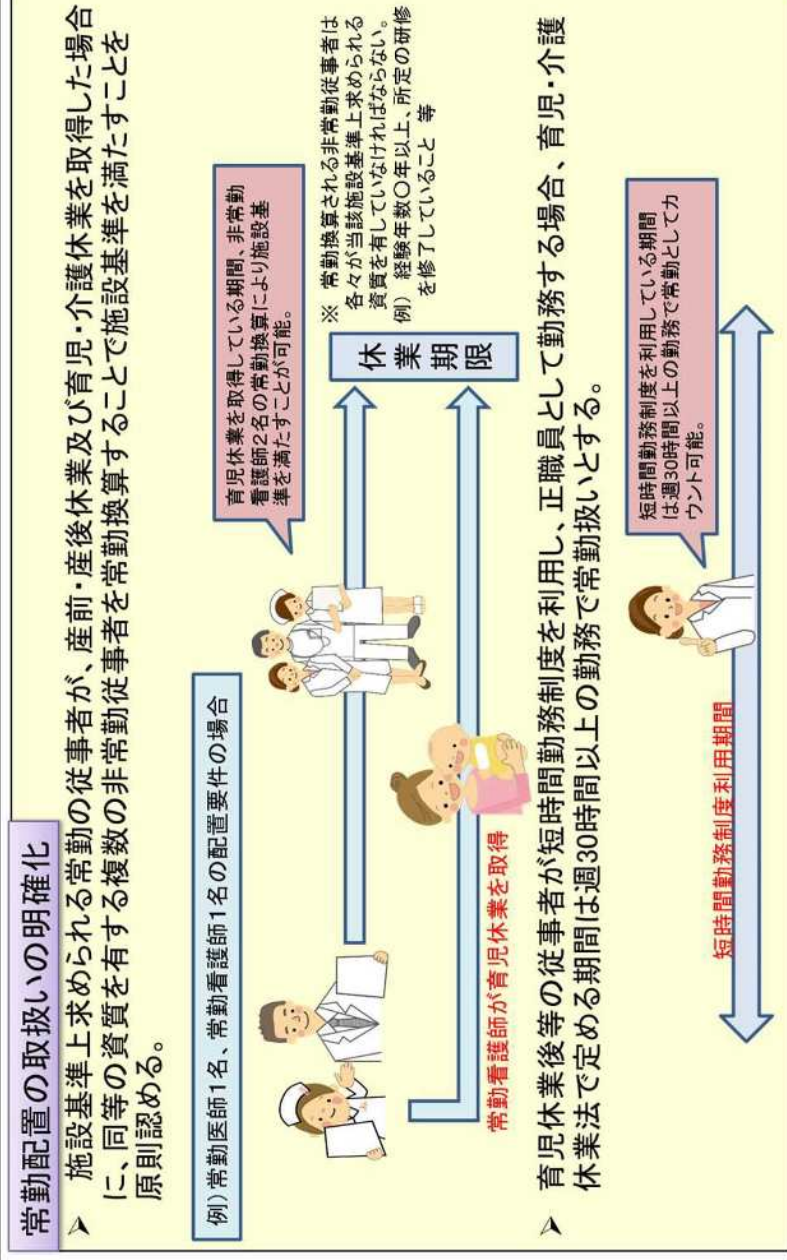 常勤配置の取扱いの明確化
➢ 施設基準上求められる常勤の従事者が、産前・産後休業及び育児・介護休業を取得した場合
に、同等の資質を有する複数の非常勤従事者を常勤換算することで施設基準を満たすことを
原則認める。
例)常勤医師1名、常勤看護師1名の配置要件の場合
育児休業を取得している期間、非常勤
看護師2名の常勤換算により施設基
準を満たすことが可能。
※ 常勤換算される非常勤従事者は
各々が当該施設基準上求められる
資質を有していなければならない。
例) 経験年数〇年以上、所定の研修
を修了していること 等
休業期限
常勤看護師が育児休業を取得
➢ 育児休業後等の従事者が短時間勤務制度を利用し、正職員として勤務する場合、育児・介護
休業法で定める期間は週30時間以上の勤務で常勤扱いとする。
短時間勤務制度を利用している期間
は週30時間以上の勤務で常勤としてカ
ウント可能。
短時間勤務制度利用期間